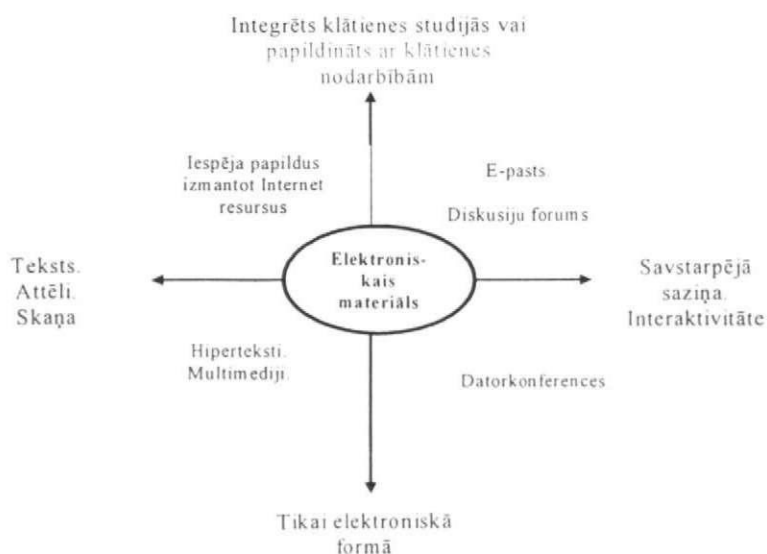 Integrēts klātienes studijās vai
papildināts ar klātienes
nodarbībām
Iespēja papildus
izmantot Internet
resursus
E-pasts
Diskusiju forums
Teksts.
Attēli.
Skaņa
Elektronis-
kais
materiāls
Savstarpējā
saziņa.
Interaktivitāte
Hiperteksti.
Multimediji.
Datorkonferences
Tikai elektroniskā
formā